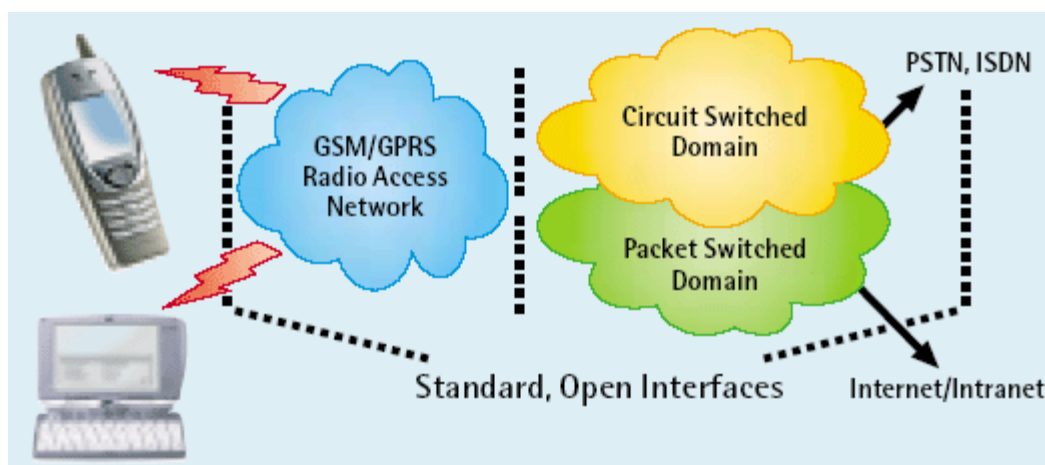 PSTN, ISDN
Circuit Switched
Domain
GSM/GPRS
Radio Access
Network
Packet Switched
Domain
Standard, Open Interfaces
Internet/Intranet